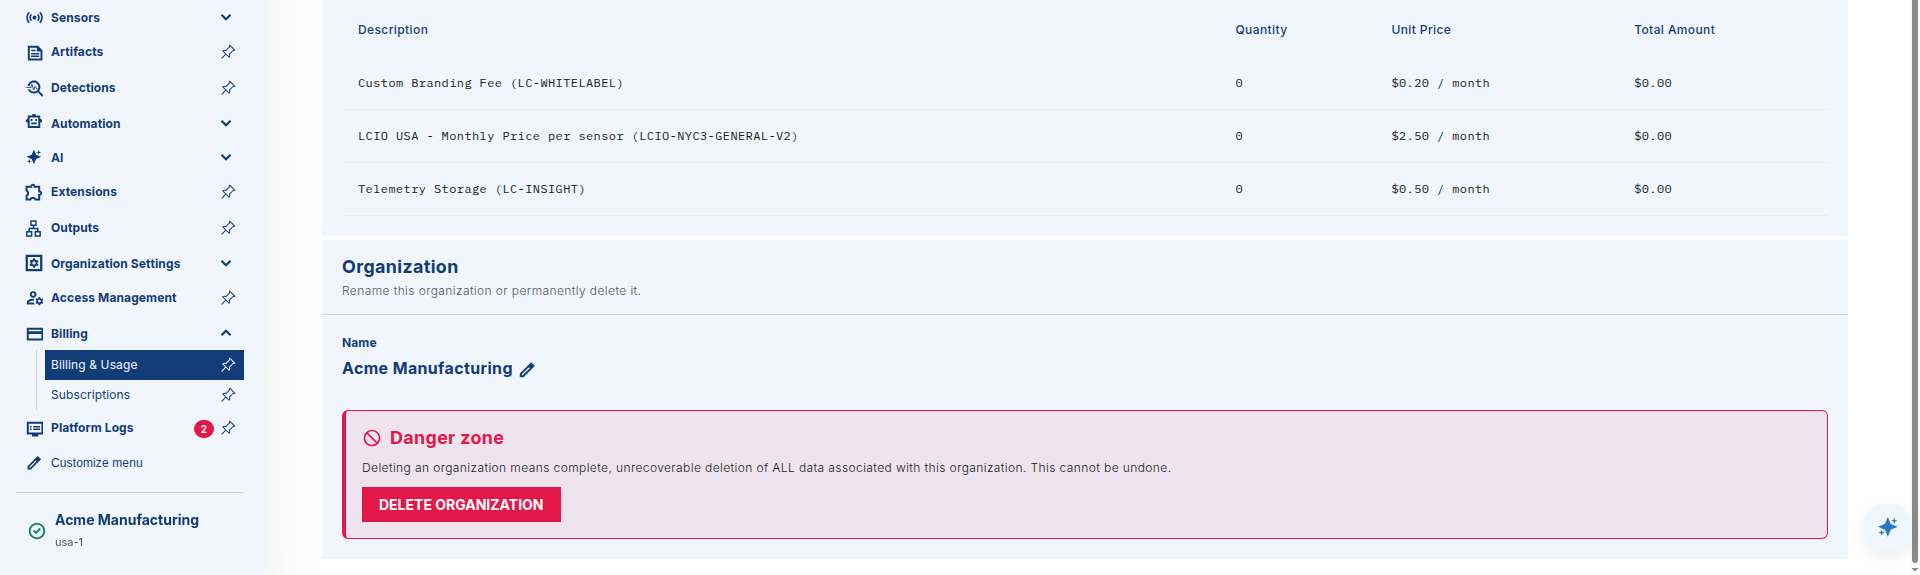 Sensors
Artifacts
Detections
Automation
AI
Extensions
Outputs
Organization Settings
Access Management
Billing
Billing & Usage
Subscriptions
Platform Logs 2
Customize menu
Acme Manufacturing
usa-1
Description Quantity Unit Price Total Amount
Custom Branding Fee (LC-WHITELABEL) 0 $0.20 / month $0.00
LCIO USA - Monthly Price per sensor (LCIO-NYC3-GENERAL-V2) 0 $2.50 / month $0.00
Telemetry Storage (LC-INSIGHT) 0 $0.50 / month $0.00
Organization
Rename this organization or permanently delete it.
Name
Acme Manufacturing
Danger zone
Deleting an organization means complete, unrecoverable deletion of ALL data associated with this organization. This cannot be undone.
DELETE ORGANIZATION